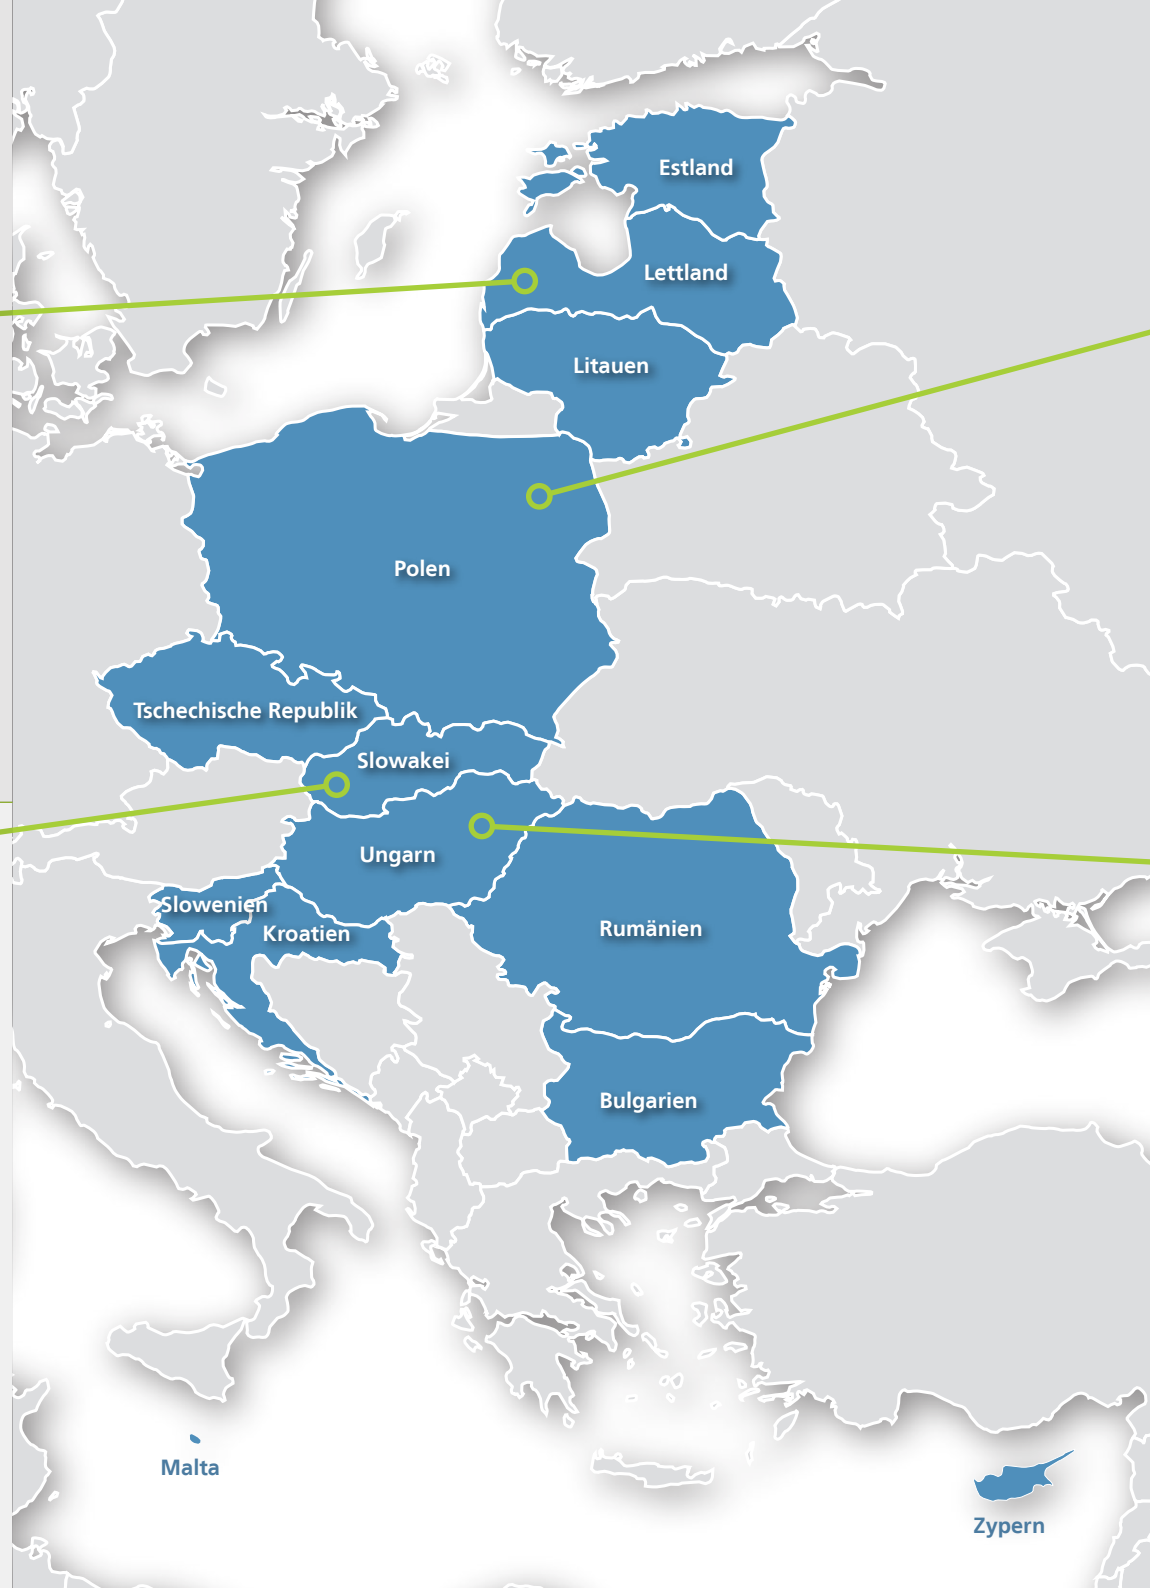 Estland
Lettland
Litauen
Polen
Tschechische Republik
Slowakei
Ungarn
Slowenien
Kroatien
Rumänien
Bulgarien
Malta
Zypern